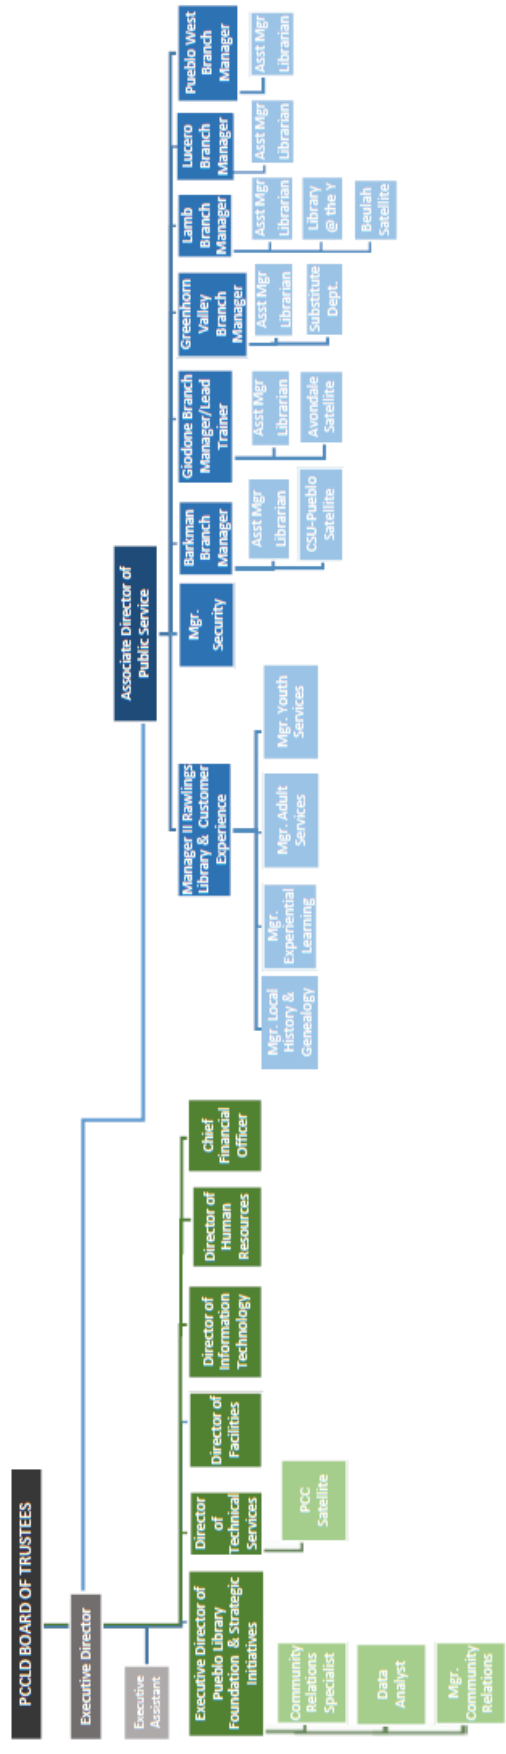 PCCLD BOARD OF TRUSTEES
Executive Director
Executive
Assistant
Executive Director of
Pueblo Library
Foundation & Strategic
Initiatives
Community
Relations
Specialist
Data
Analyst
Mgr.
Community
Relations
Director
of
Technical
Services
PCC
Satellite
Director of
Facilities
Director of
Information
Technology
Director of
Human
Resources
Chief
Financial
Officer
Associate Director of
Public Service
Manager II Rawlings
Library & Customer
Experience
Mgr. Local
History &
Genealogy
Mgr.
Experiential
Learning
Mgr. Adult
Services
Mgr. Youth
Services
Mgr.
Security
Barkman
Branch
Manager
Asst Mgr
Librarian
CSU-Pueblo
Satellite
Giodone Branch
Manager/Lead
Trainer
Asst Mgr
Librarian
Avondale
Satellite
Greenhorn
Valley
Branch
Manager
Asst Mgr
Librarian
Substitute
Dept.
Lamb
Branch
Manager
Asst Mgr
Librarian
Library
@ the Y
Beulah
Satellite
Lucero
Branch
Manager
Asst Mgr
Librarian
Pueblo West
Branch
Manager
Asst Mgr
Librarian